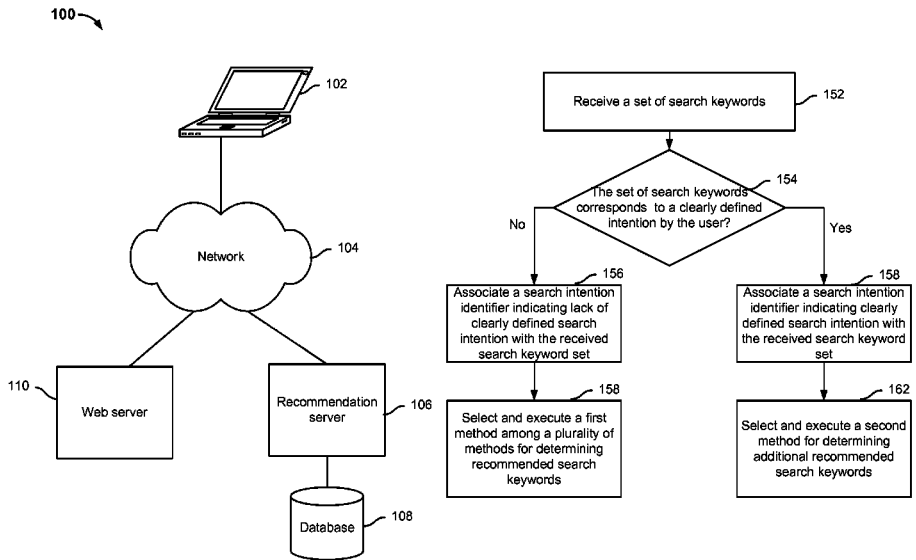 100
102
Network
104
110
Web server
Recommendation
server
106
Database
108
Receive a set of search keywords
152
The set of search keywords
corresponds to a clearly defined
intention by the user?
154
No
Yes
156
Associate a search intention
identifier indicating lack of
clearly defined search
intention with the received
search keyword set
158
Associate a search intention
identifier indicating clearly
defined search intention with
the received search keyword
set
158
Select and execute a first
method among a plurality of
methods for determining
recommended search
keywords
162
Select and execute a second
method for determining
additional recommended
search keywords